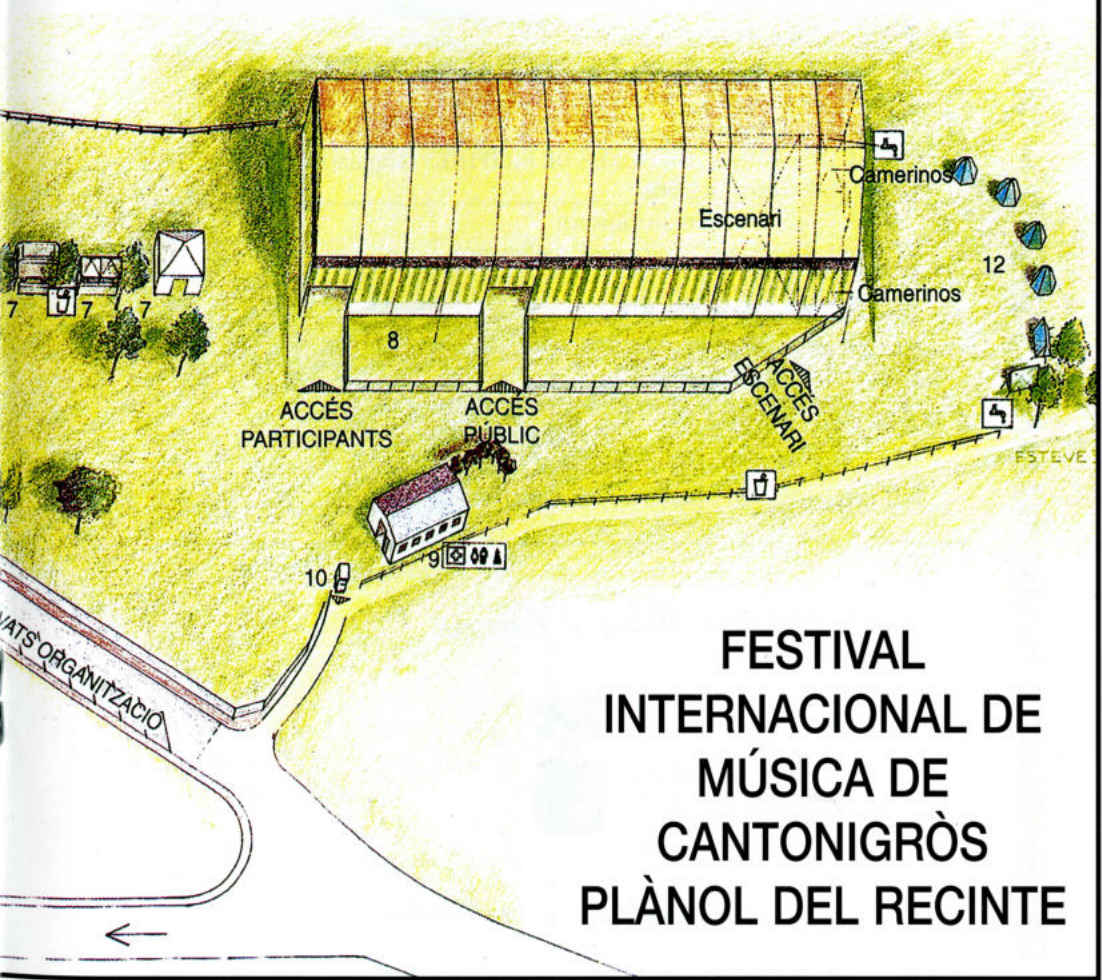 Camerinos
Escenari
12
Camerinos
7
7
7
8
ACCÉS
PARTICIPANTS
ACCÉS
PÚBLIC
ACCÉS
ESCENARI
ESTEVE
9
10
VATS ORGANITZACIÓ
FESTIVAL
INTERNACIONAL DE
MÚSICA DE
CANTONIGRÒS
PLÀNOL DEL RECINTE